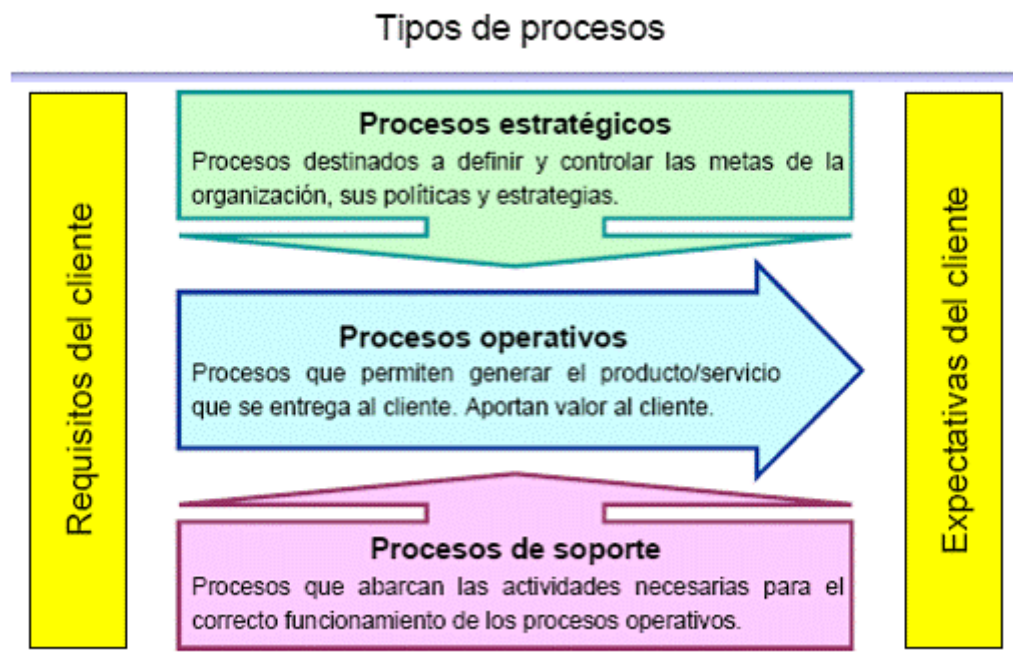 Tipos de procesos
Requisitos del cliente
Procesos estratégicos
Procesos destinados a definir y controlar las metas de la
organización, sus políticas y estrategias.
Procesos operativos
Procesos que permiten generar el producto/servicio
que se entrega al cliente. Aportan valor al cliente.
Procesos de soporte
Procesos que abarcan las actividades necesarias para el
correcto funcionamiento de los procesos operativos.
Expectativas del cliente